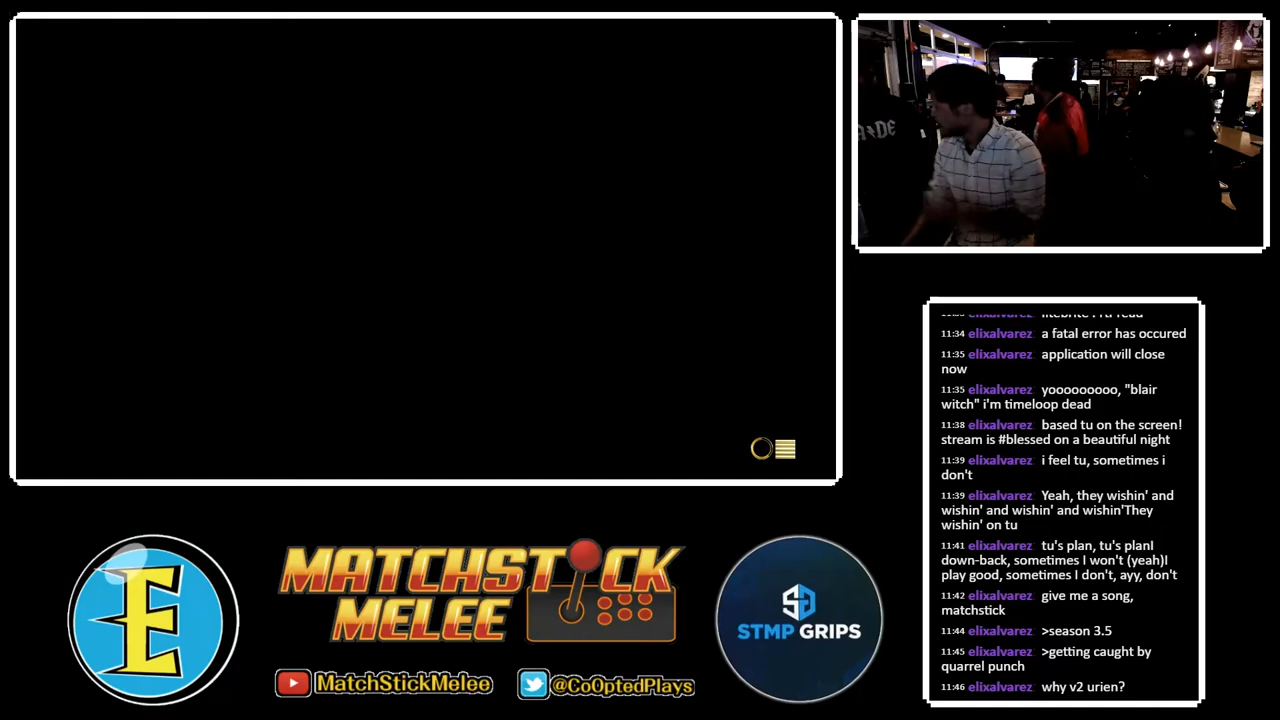 11:34 elixalvarez a fatal error has occured
11:35 elixalvarez application will close
now
11:35 elixalvarez yooooooooo, "blair
witch" i'm timeloop dead
11:38 elixalvarez based tu on the screen!
stream is #blessed on a beautiful night
11:39 elixalvarez i feel tu, sometimes i
don't
11:39 elixalvarez Yeah, they wishin' and
wishin' and wishin' and wishin'They
wishin' on tu
11:41 elixalvarez tu's plan, tu's planI
down-back, sometimes I won't (yeah)I
play good, sometimes I don't, ayy, don't
11:42 elixalvarez give me a song,
matchstick
11:44 elixalvarez >season 3.5
11:45 elixalvarez >getting caught by
quarrel punch
11:46 elixalvarez why v2 urien?
E
MATCHSTICK
MELEE
MatchStickMelee
@CoOptedPlays
SG
STMP GRIPS